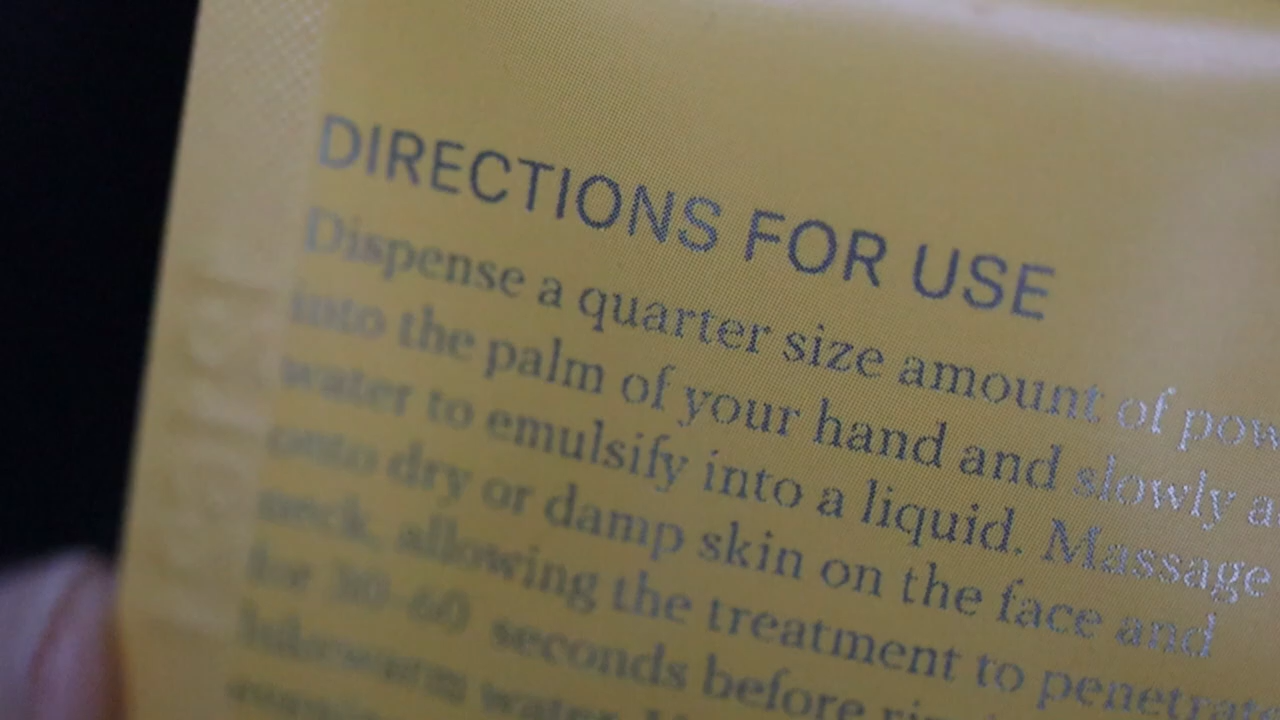 DIRECTIONS FOR USE
Dispense a quarter size amount of pow
into the palm of your hand and slowly a
water to emulsify into a liquid. Massage
onto dry or damp skin on the face and
neck, allowing the treatment to penetrate
for 30-60 seconds before
lukewarm water.